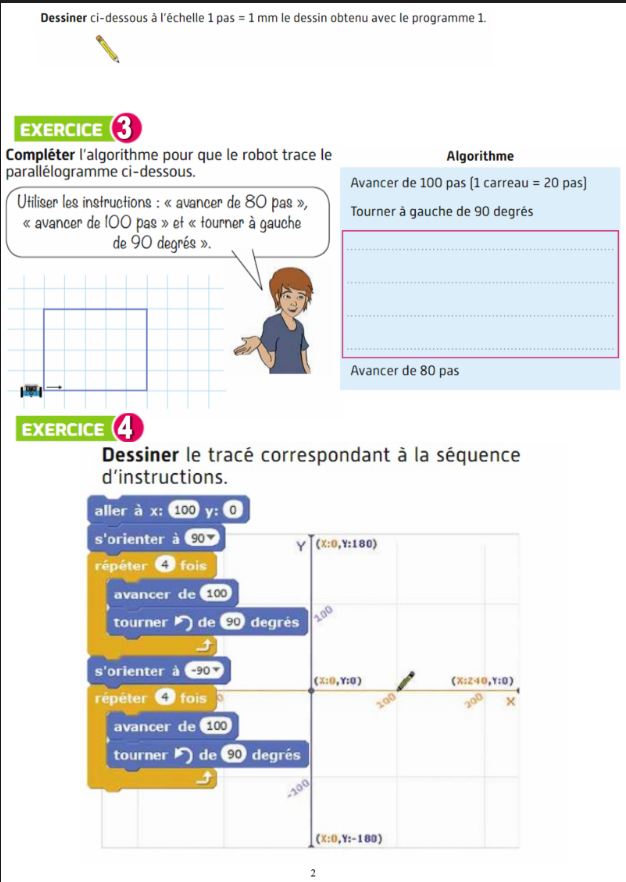 Dessiner ci-dessous à l'échelle 1 pas = 1 mm le dessin obtenu avec le programme 1.
EXERCICE 3
Compléter l'algorithme pour que le robot trace le
parallélogramme ci-dessous.
Utiliser les instructions : « avancer de 80 pas »,
« avancer de 100 pas » et « tourner à gauche
de 90 degrés ».
Algorithme
Avancer de 100 pas (1 carreau = 20 pas)
Tourner à gauche de 90 degrés
Avancer de 80 pas
EXERCICE 4
Dessiner le tracé correspondant à la séquence
d'instructions.
aller à x: 100 y: 0
s'orienter à 90
répéter 4 fois
avancer de 100
tourner de 90 degrés
s'orienter à -90
répéter 4 fois
avancer de 100
tourner de 90 degrés
Y (X:0,Y:180)
100
(X:0,Y:0)
(X:240,Y:0)
100
200
X
-100
(X:0,Y:-180)
2